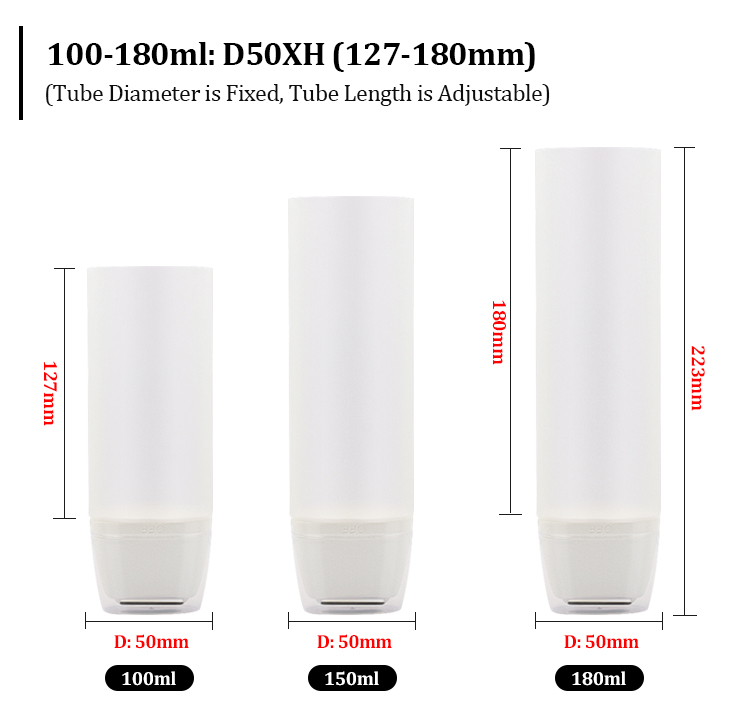 100-180ml: D50XH (127-180mm)
(Tube Diameter is Fixed, Tube Length is Adjustable)
127mm
180mm
223mm
D: 50mm
D: 50mm
D: 50mm
100ml
150ml
180ml